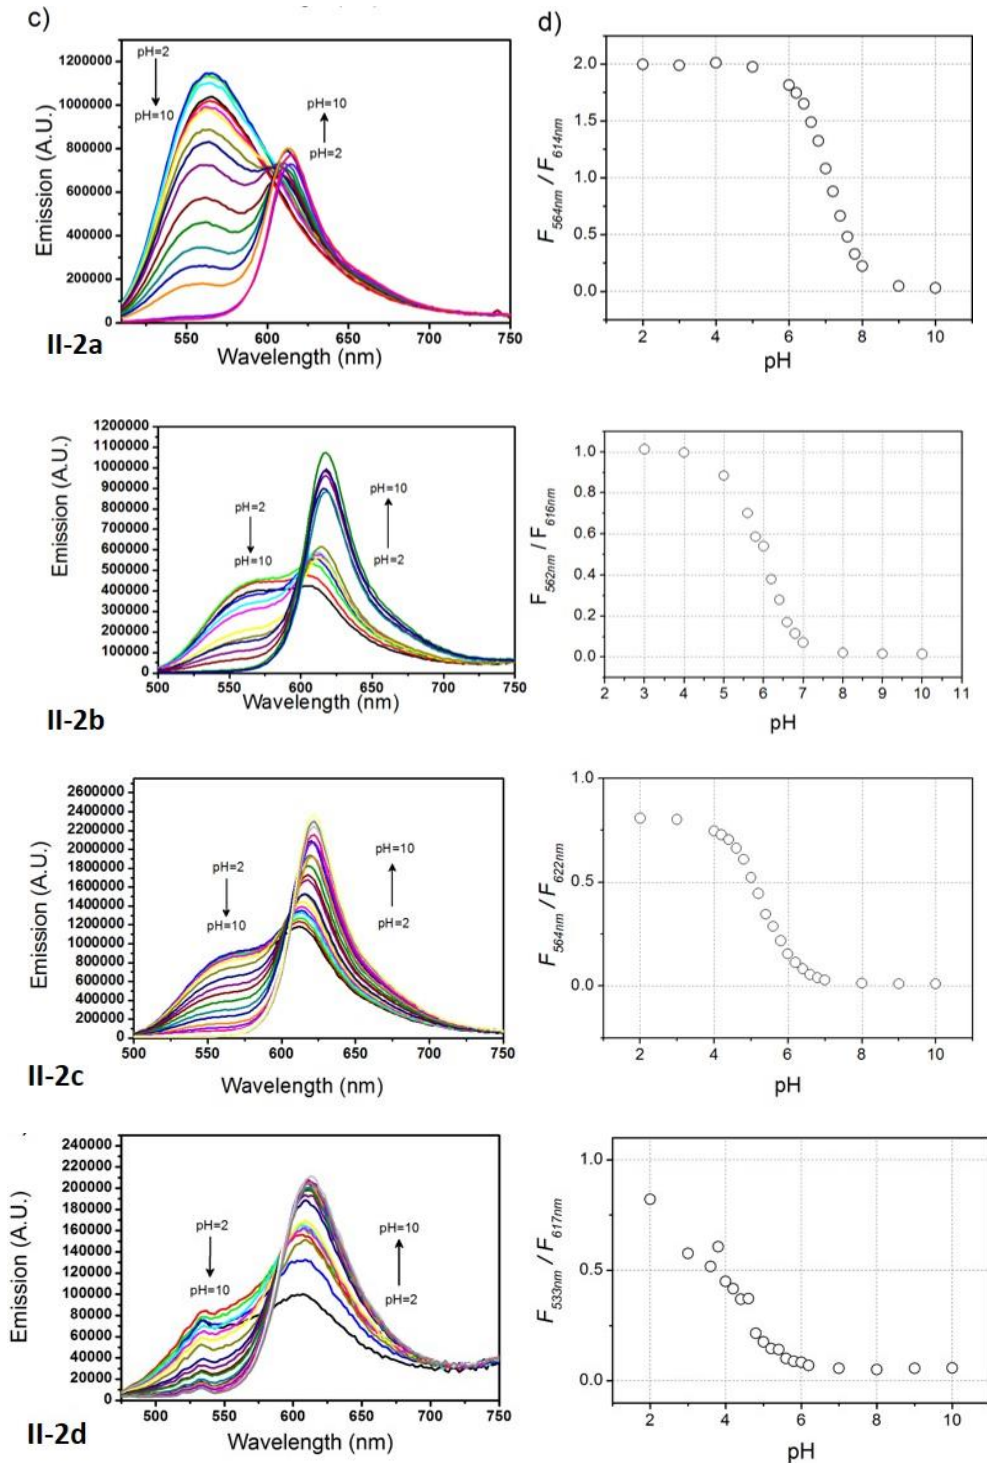 c)
d)
1200000
1000000
800000
600000
400000
200000
0
Emission (A.U.)
pH=2
pH=10
pH=10
pH=2
550
600
650
700
750
Wavelength (nm)
II-2a
2.0
1.5
1.0
0.5
0.0
F564nm / F614nm
2
4
6
8
10
pH
1200000
1100000
1000000
900000
800000
700000
600000
500000
400000
300000
200000
100000
0
Emission (A.U.)
pH=2
pH=10
pH=10
pH=2
500
550
600
650
700
750
Wavelength (nm)
II-2b
1.0
0.8
0.6
0.4
0.2
0.0
F562nm / F616nm
2
3
4
5
6
7
8
9
10
11
pH
2600000
2400000
2200000
2000000
1800000
1600000
1400000
1200000
1000000
800000
600000
400000
200000
0
Emission (A.U.)
pH=2
pH=10
pH=10
pH=2
500
550
600
650
700
750
Wavelength (nm)
II-2c
1.0
0.5
0.0
F564nm / F622nm
2
4
6
8
10
pH
240000
220000
200000
180000
160000
140000
120000
100000
80000
60000
40000
20000
0
Emission (A.U.)
pH=2
pH=10
pH=10
pH=2
500
550
600
650
700
750
Wavelength (nm)
II-2d
1.0
0.5
0.0
F533nm / F617nm
2
4
6
8
10
pH